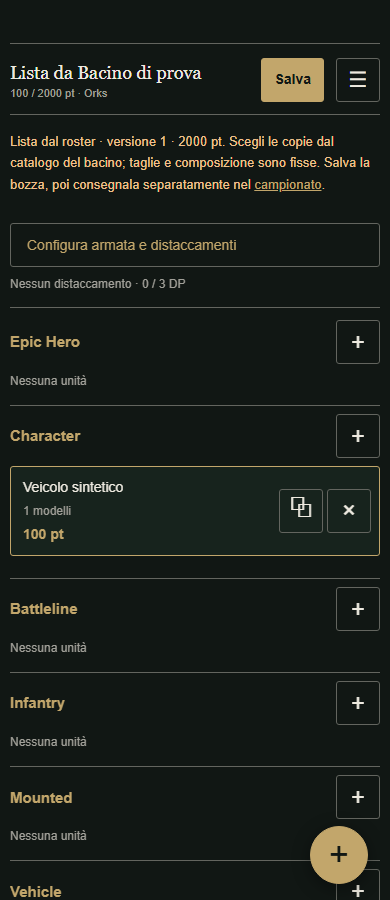 Lista da Bacino di prova
100 / 2000 pt · Orks
Salva
☰
Lista dal roster · versione 1 · 2000 pt. Scegli le copie dal
catalogo del bacino; taglie e composizione sono fisse. Salva la
bozza, poi consegnala separatamente nel campionato.
Configura armata e distaccamenti
Nessun distaccamento · 0 / 3 DP
Epic Hero
+
Nessuna unità
Character
+
Veicolo sintetico
1 modelli
100 pt
×
Battleline
+
Nessuna unità
Infantry
+
Nessuna unità
Mounted
+
Nessuna unità
+
Vehicle
+